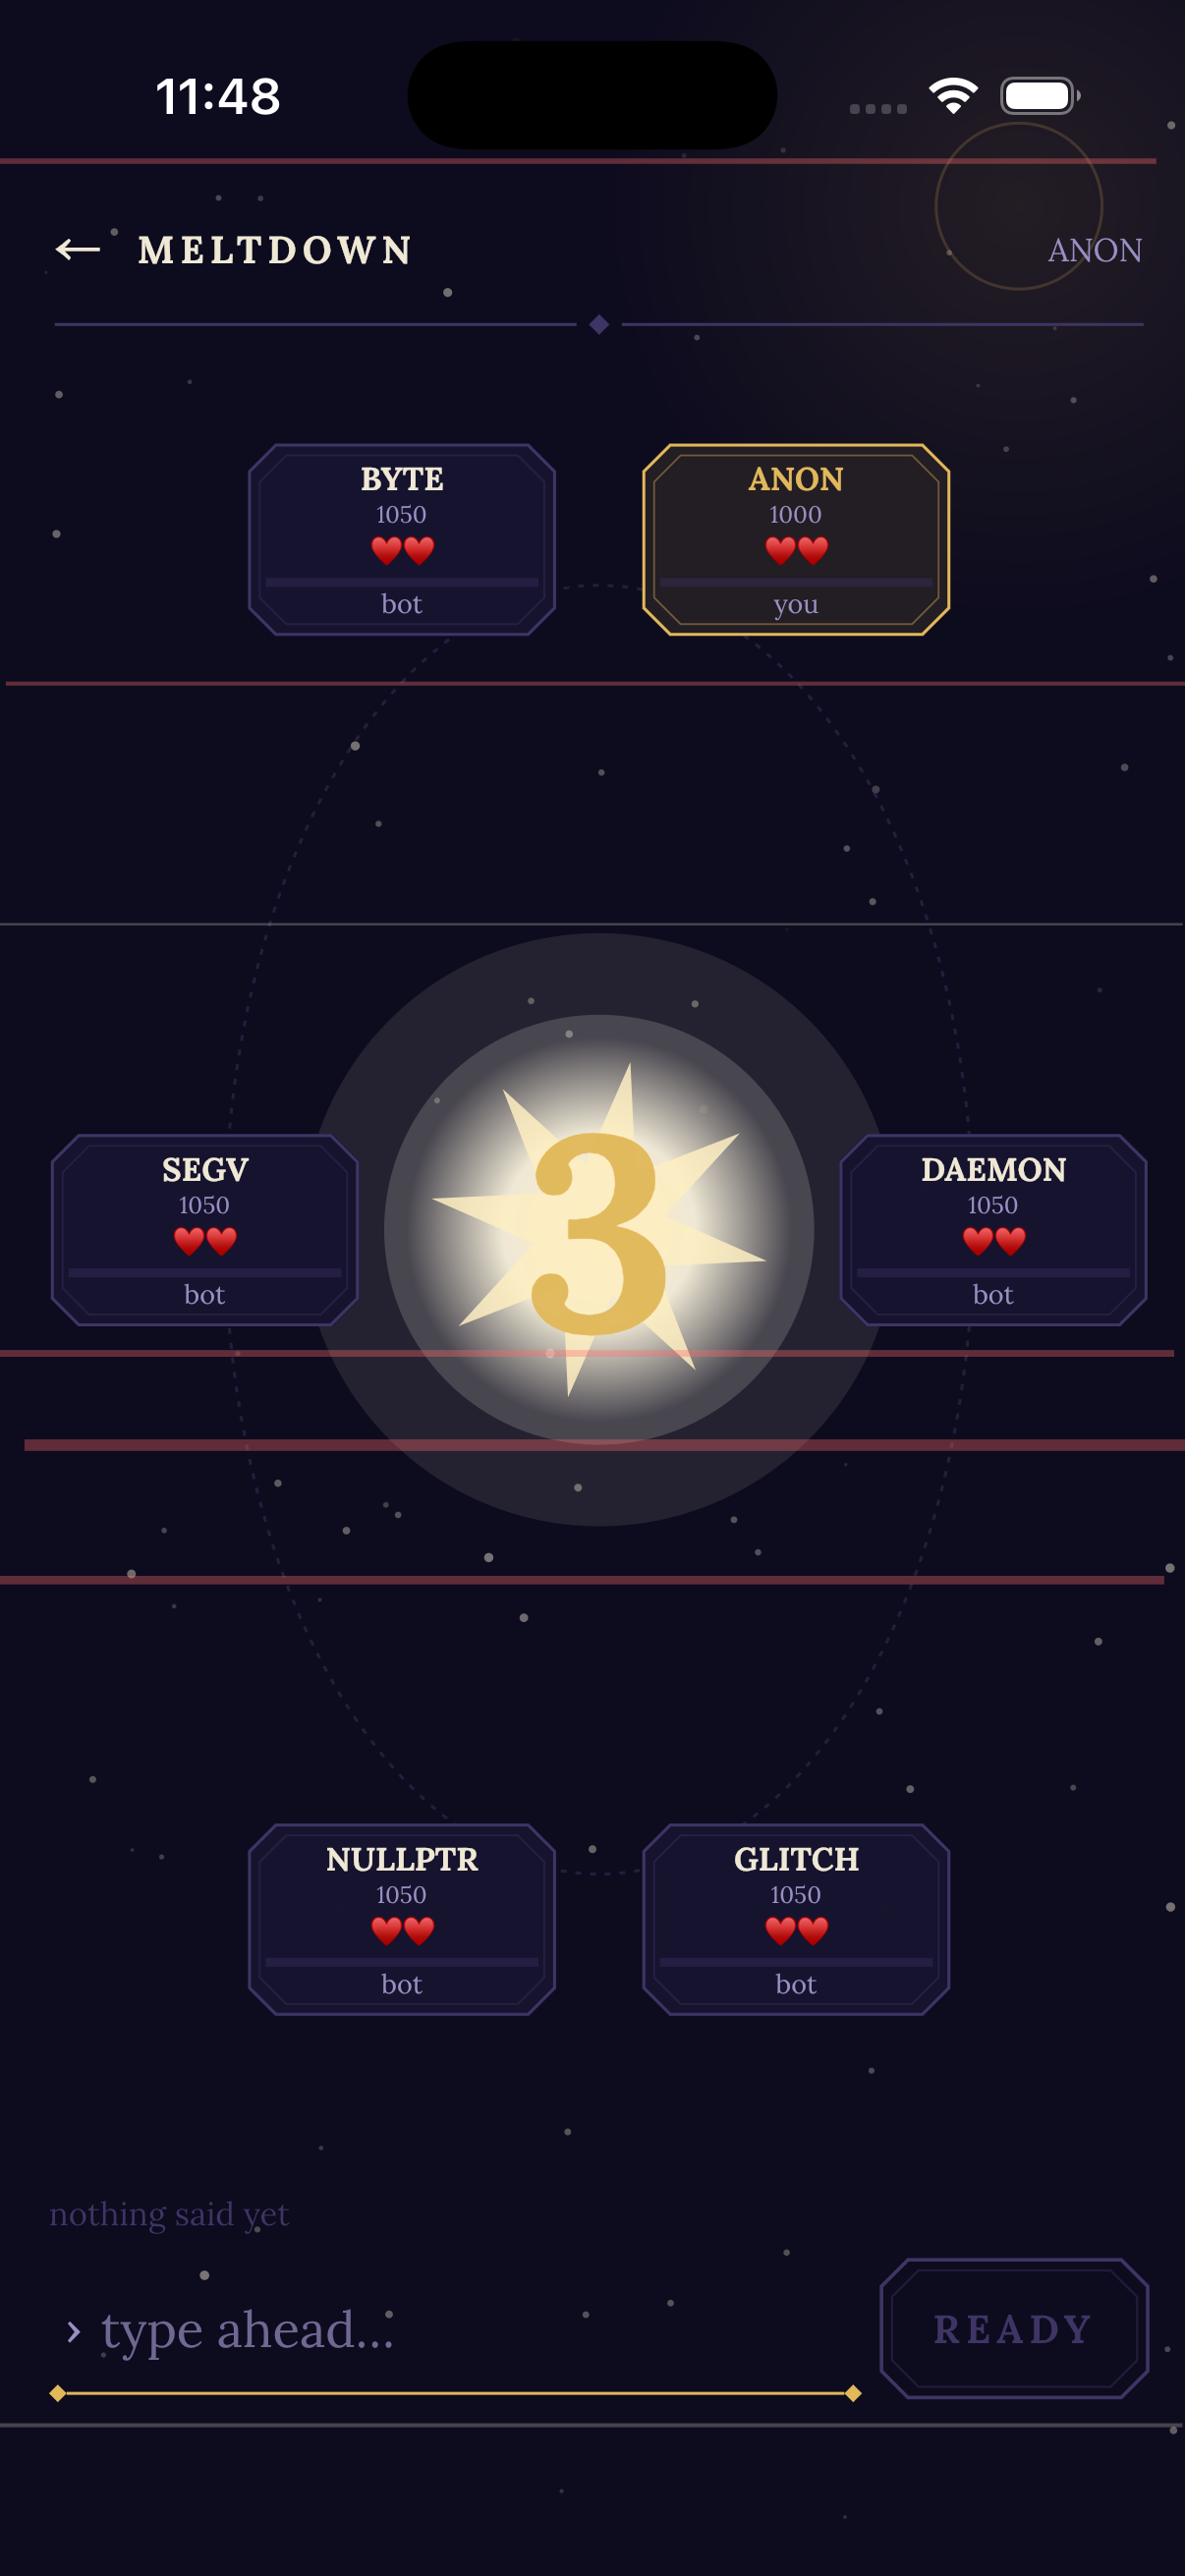 11:48
← MELTDOWN
ANON
BYTE
1050
❤️❤️
bot
ANON
1000
❤️❤️
you
SEGV
1050
❤️❤️
bot
3
DAEMON
1050
❤️❤️
bot
NULLPTR
1050
❤️❤️
bot
GLITCH
1050
❤️❤️
bot
nothing said yet
› type ahead...
READY